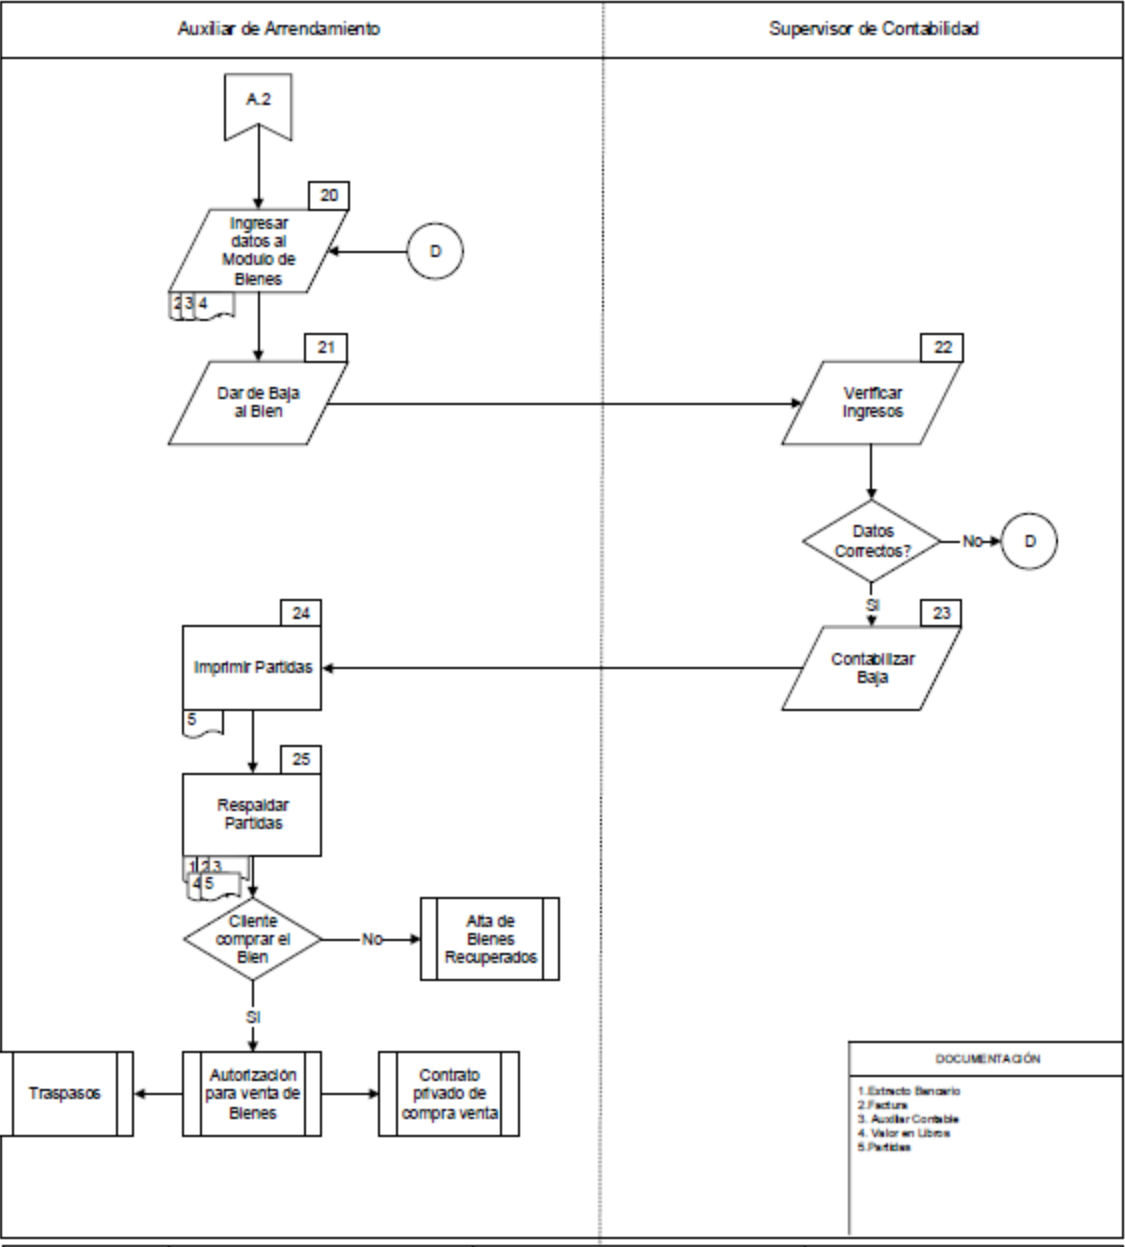 Auxiliar de Arrendamiento
Supervisor de Contabilidad
A.2
20
Ingresar
datos al
Modulo de
Bienes
D
2 3 4
21
Dar de Baja
al Bien
22
Verificar
Ingresos
Datos
Correctos?
No
D
SI
23
Contabilizar
Baja
24
Imprimir Partidas
5
25
Respaldar
Partidas
1 2 3
4 5
Cliente
comprar el
Bien
No
Alta de
Bienes
Recuperados
SI
Traspasos
Autorización
para venta de
Bienes
Contrato
privado de
compra venta
DOCUMENTACIÓN
1.Extracto Bancario
2.Factura
3. Auxiliar Contable
4. Valor en Libros
5.Partidas